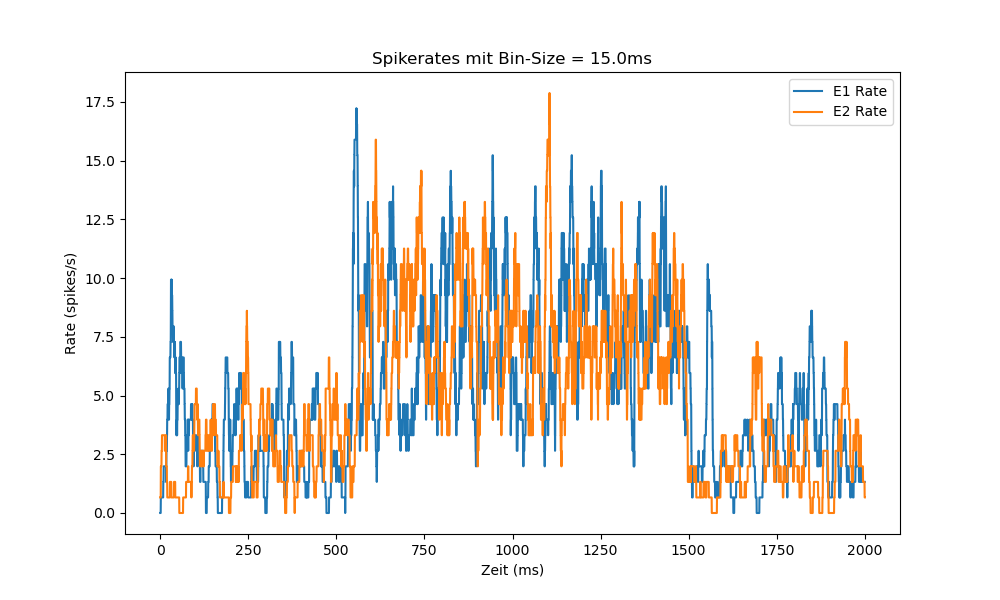 Spikerates mit Bin-Size = 15.0ms
E1 Rate
E2 Rate
17.5
15.0
12.5
10.0
7.5
5.0
2.5
0.0
Rate (spikes/s)
0 250 500 750 1000 1250 1500 1750 2000
Zeit (ms)